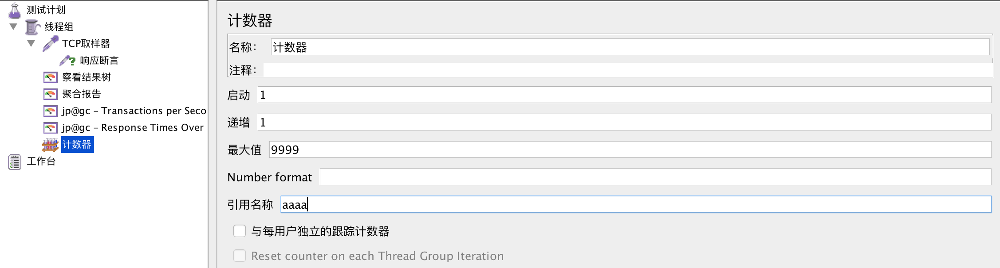 测试计划
线程组
TCP取样器
响应断言
察看结果树
聚合报告
jp@gc - Transactions per Seco
jp@gc - Response Times Over
计数器
工作台
计数器
名称： 计数器
注释：
启动 1
递增 1
最大值 9999
Number format
引用名称 aaaa
与每用户独立的跟踪计数器
Reset counter on each Thread Group Iteration